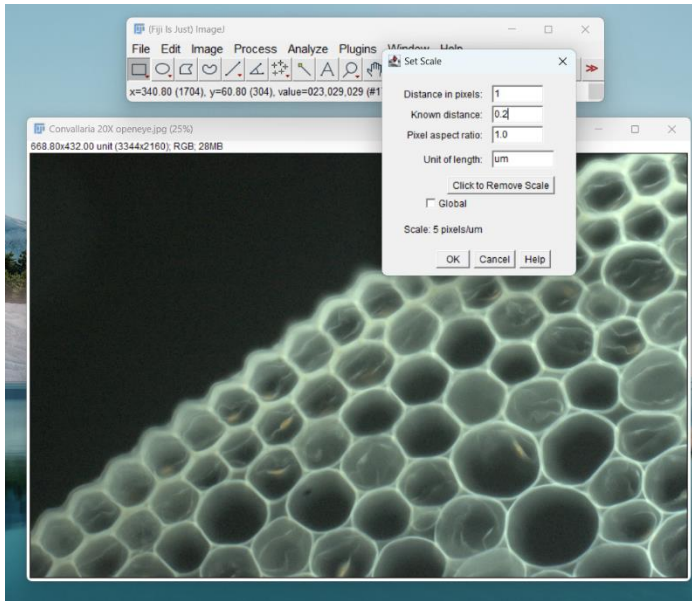 (Fiji Is Just) ImageJ
File Edit Image Process Analyze Plugins Window Help
x=340.80 (1704), y=60.80 (304), value=023,029,029 (#1
Set Scale
Distance in pixels: 1
Known distance: 0.2
Pixel aspect ratio: 1.0
Unit of length: um
Click to Remove Scale
Global
Scale: 5 pixels/um
OK Cancel Help
Convallaria 20X openeye.jpg (25%)
668.80x432.00 unit (3344x2160); RGB; 28MB